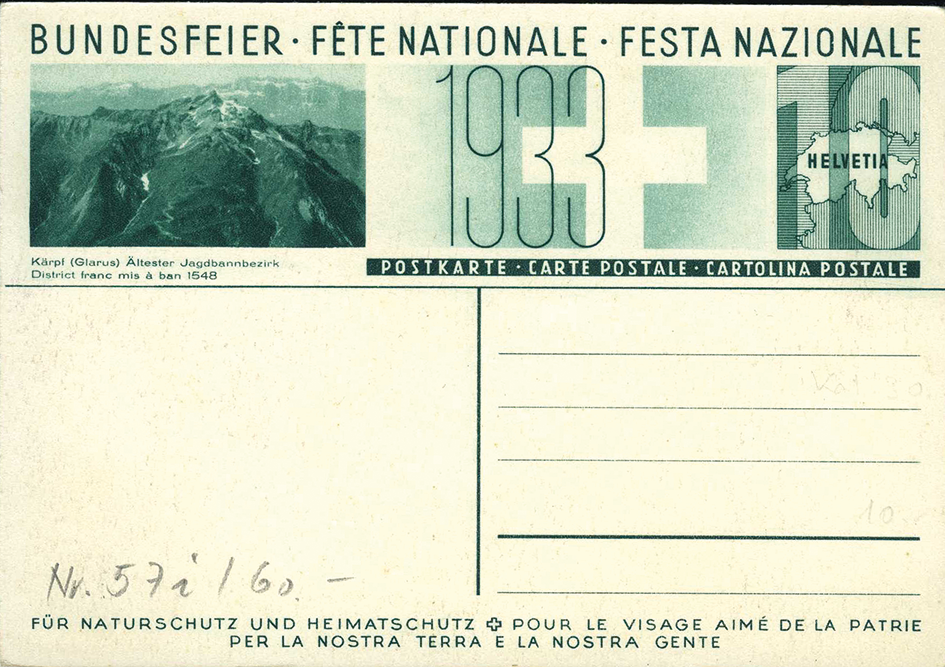 BUNDESFEIER · FÊTE NATIONALE · FESTA NAZIONALE
1933
10
HELVETIA
Kärpf (Glarus) Ältester Jagdbannbezirk
District franc mis à ban 1548
POSTKARTE · CARTE POSTALE · CARTOLINA POSTALE
10
Nr. 57i / 60.–
FÜR NATURSCHUTZ UND HEIMATSCHUTZ ✚ POUR LE VISAGE AIMÉ DE LA PATRIE
PER LA NOSTRA TERRA E LA NOSTRA GENTE